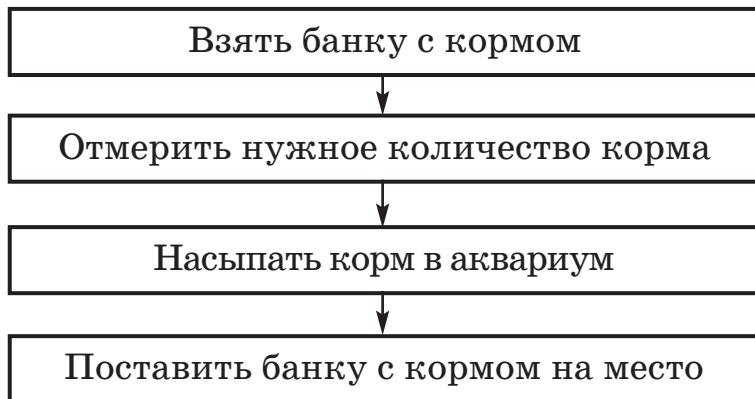 Взять банку с кормом
Отмерить нужное количество корма
Насыпать корм в аквариум
Поставить банку с кормом на место